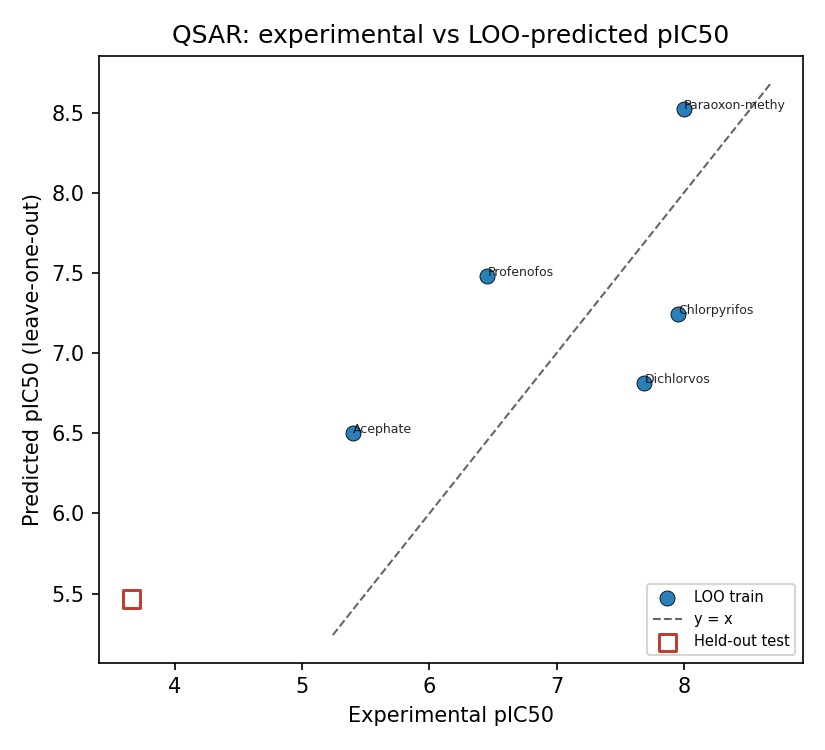 QSAR: experimental vs LOO-predicted pIC50
Predicted pIC50 (leave-one-out)
8.5
8.0
7.5
7.0
6.5
6.0
5.5
Paraoxon-methy
Profenofos
Chlorpyrifos
Dichlorvos
Acephate
LOO train
y = x
Held-out test
4
5
6
7
8
Experimental pIC50